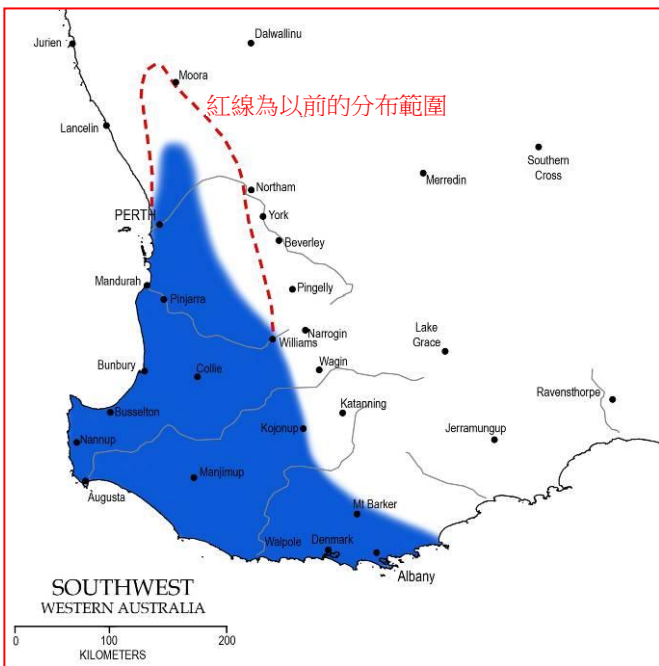 Dalwallinu
Jurien
Moora
紅線為以前的分布範圍
Lancelin
Southern
Cross
Merredin
Northam
PERTH
York
Beverley
Mandurah
Pinjarra
Pingelly
Williams
Narrogin
Lake
Grace
Bunbury
Collie
Wagin
Ravensthorpe
Busselton
Katanning
Nannup
Kojonup
Jerramungup
Manjimup
Augusta
Mt Barker
Walpole
Denmark
Albany
SOUTHWEST
WESTERN AUSTRALIA
0 100 200
KILOMETERS